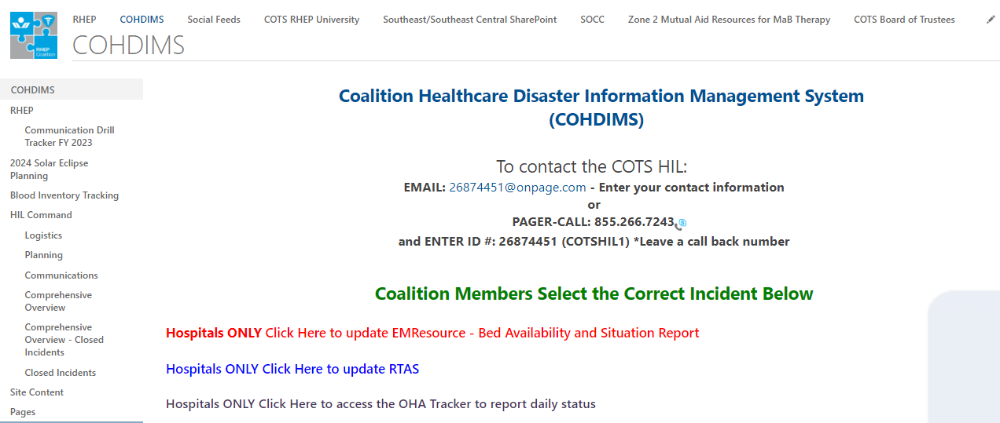 RHEP COHDIMS Social Feeds COTS RHEP University Southeast/Southeast Central SharePoint SOCC Zone 2 Mutual Aid Resources for MaB Therapy COTS Board of Trustees
COHDIMS
RHEP
Coalition
COHDIMS
RHEP
Communication Drill
Tracker FY 2023
2024 Solar Eclipse
Planning
Blood Inventory Tracking
HIL Command
Logistics
Planning
Communications
Comprehensive
Overview
Comprehensive
Overview - Closed
Incidents
Closed Incidents
Site Content
Pages
Coalition Healthcare Disaster Information Management System
(COHDIMS)
To contact the COTS HIL:
EMAIL: 26874451@onpage.com - Enter your contact information
or
PAGER-CALL: 855.266.7243
and ENTER ID #: 26874451 (COTSHIL1) *Leave a call back number
Coalition Members Select the Correct Incident Below
Hospitals ONLY Click Here to update EMResource - Bed Availability and Situation Report
Hospitals ONLY Click Here to update RTAS
Hospitals ONLY Click Here to access the OHA Tracker to report daily status